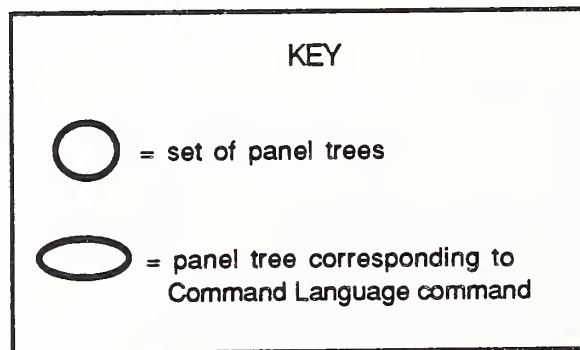 KEY
= set of panel trees
= panel tree corresponding to
Command Language command